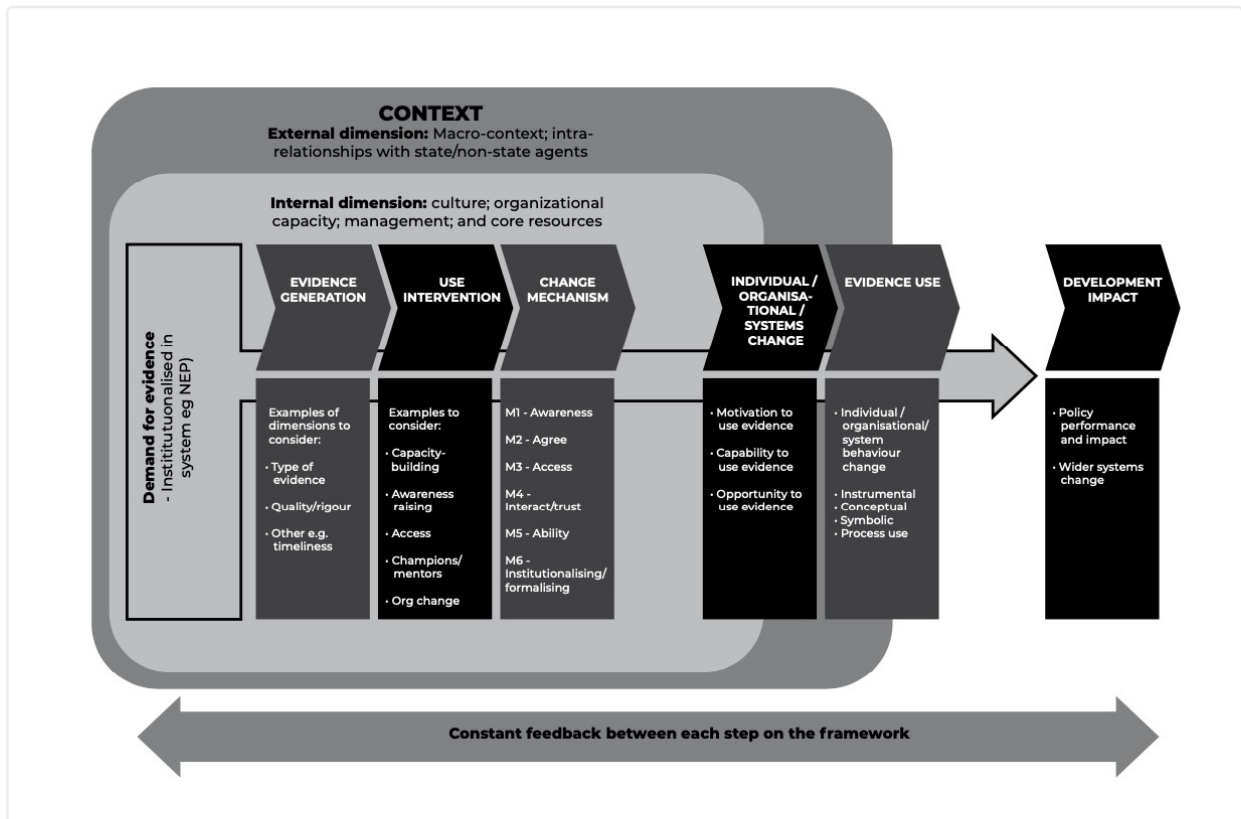 CONTEXT
External dimension: Macro-context; intra-
relationships with state/non-state agents
Internal dimension: culture; organizational
capacity; management; and core resources
Demand for evidence
- Instititutuonalised in
system eg NEP)
EVIDENCE
GENERATION
Examples of
dimensions to
consider:
• Type of
evidence
• Quality/rigour
• Other e.g.
timeliness
USE
INTERVENTION
Examples to
consider:
• Capacity-
building
• Awareness
raising
• Access
• Champions/
mentors
• Org change
CHANGE
MECHANISM
M1 - Awareness
M2 - Agree
M3 - Access
M4 -
Interact/trust
M5 - Ability
M6 -
Institutionalising/
formalising
INDIVIDUAL /
ORGANISA-
TIONAL /
SYSTEMS
CHANGE
• Motivation to
use evidence
• Capability to
use evidence
• Opportunity to
use evidence
EVIDENCE USE
• Individual /
organisational/
system
behaviour
change
• Instrumental
• Conceptual
• Symbolic
• Process use
DEVELOPMENT
IMPACT
• Policy
performance
and impact
• Wider systems
change
Constant feedback between each step on the framework